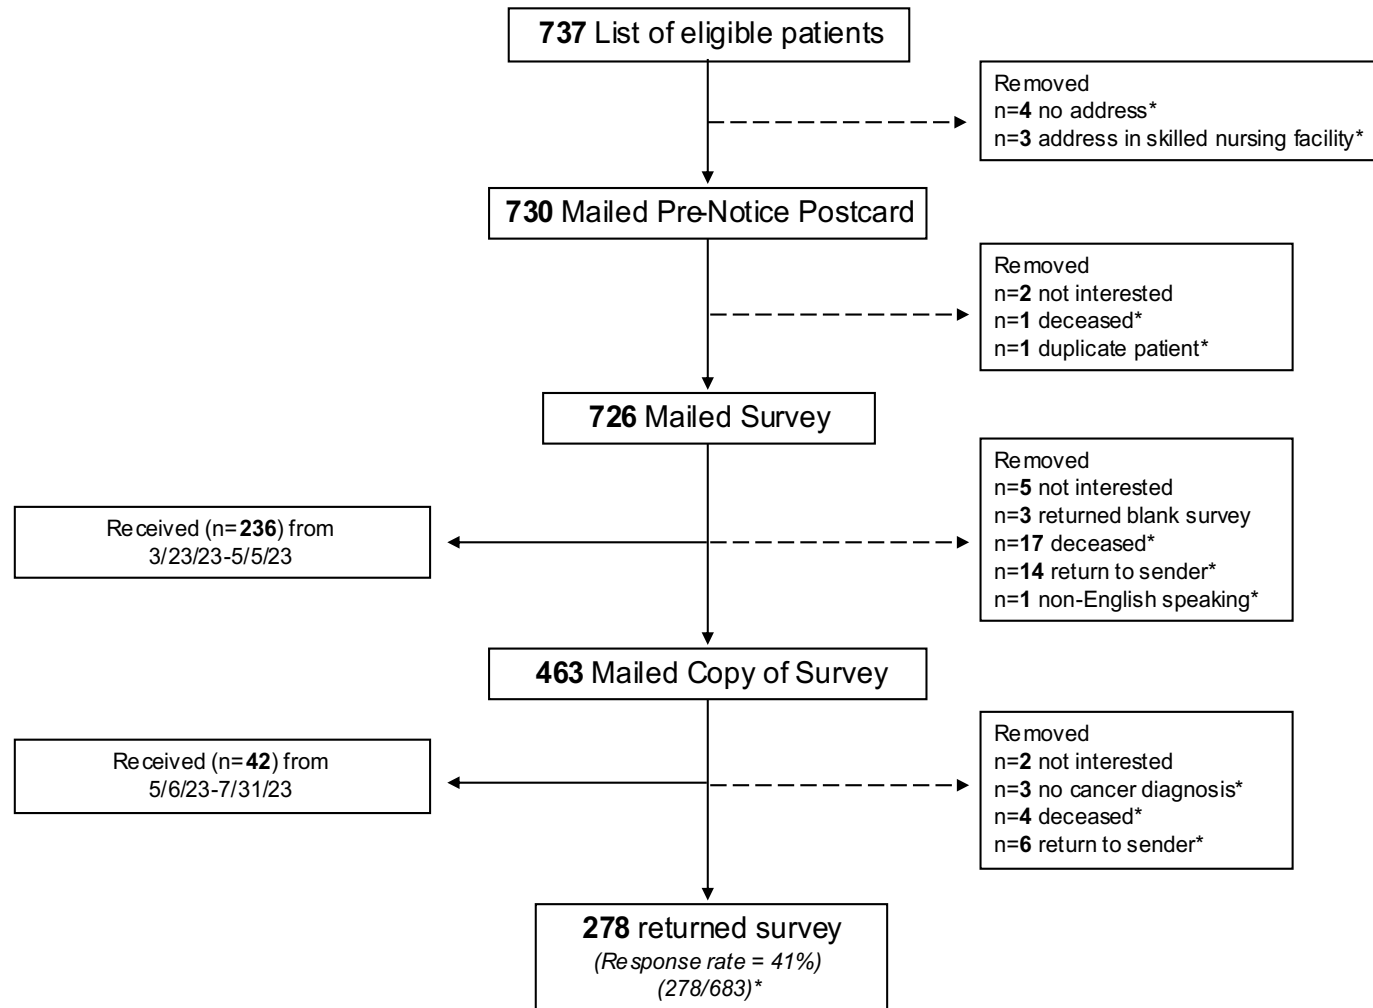 737 List of eligible patients
Removed
n=4 no address*
n=3 address in skilled nursing facility*
730 Mailed Pre-Notice Postcard
Removed
n=2 not interested
n=1 deceased*
n=1 duplicate patient*
726 Mailed Survey
Removed
n=5 not interested
n=3 returned blank survey
n=17 deceased*
n=14 return to sender*
n=1 non-English speaking*
Received (n=236) from
3/23/23-5/5/23
463 Mailed Copy of Survey
Removed
n=2 not interested
n=3 no cancer diagnosis*
n=4 deceased*
n=6 return to sender*
Received (n=42) from
5/6/23-7/31/23
278 returned survey
(Response rate = 41%)
(278/683)*